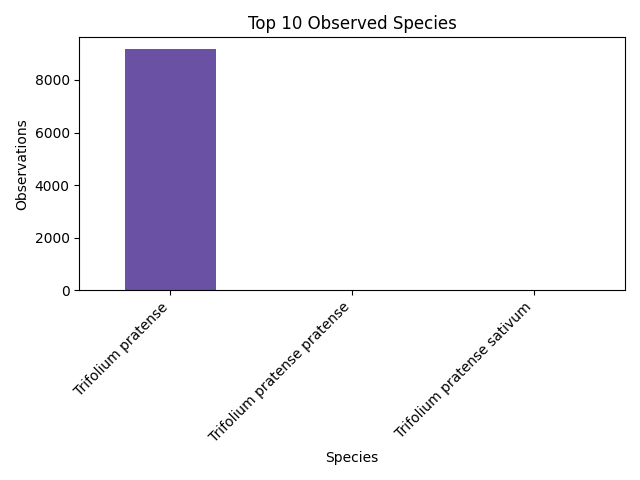 Top 10 Observed Species
Observations
8000
6000
4000
2000
0
Trifolium pratense
Trifolium pratense pratense
Trifolium pratense sativum
Species